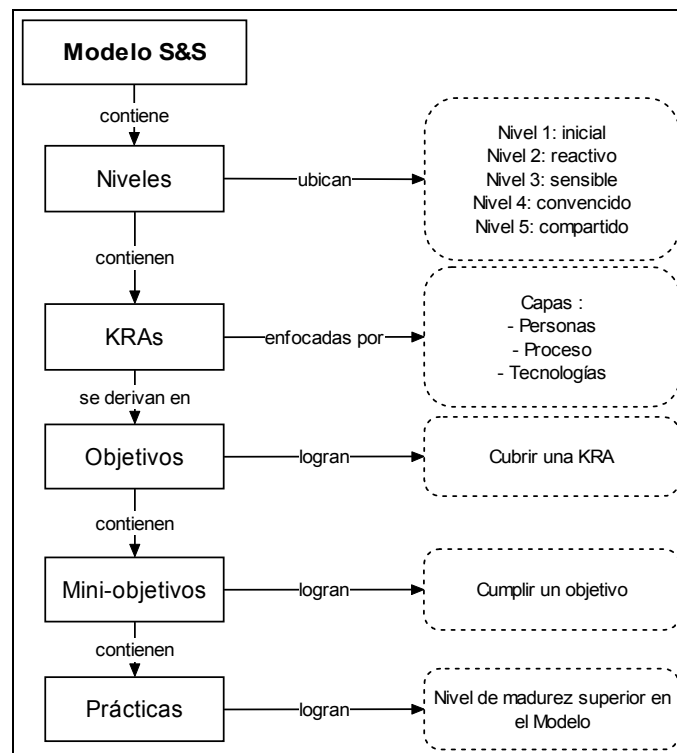 Modelo S&S
contiene
Niveles
ubican
Nivel 1: inicial
Nivel 2: reactivo
Nivel 3: sensible
Nivel 4: convencido
Nivel 5: compartido
contienen
KRAs
enfocadas por
Capas :
- Personas
- Proceso
- Tecnologías
se derivan en
Objetivos
logran
Cubrir una KRA
contienen
Mini-objetivos
logran
Cumplir un objetivo
contienen
Prácticas
logran
Nivel de madurez superior en
el Modelo